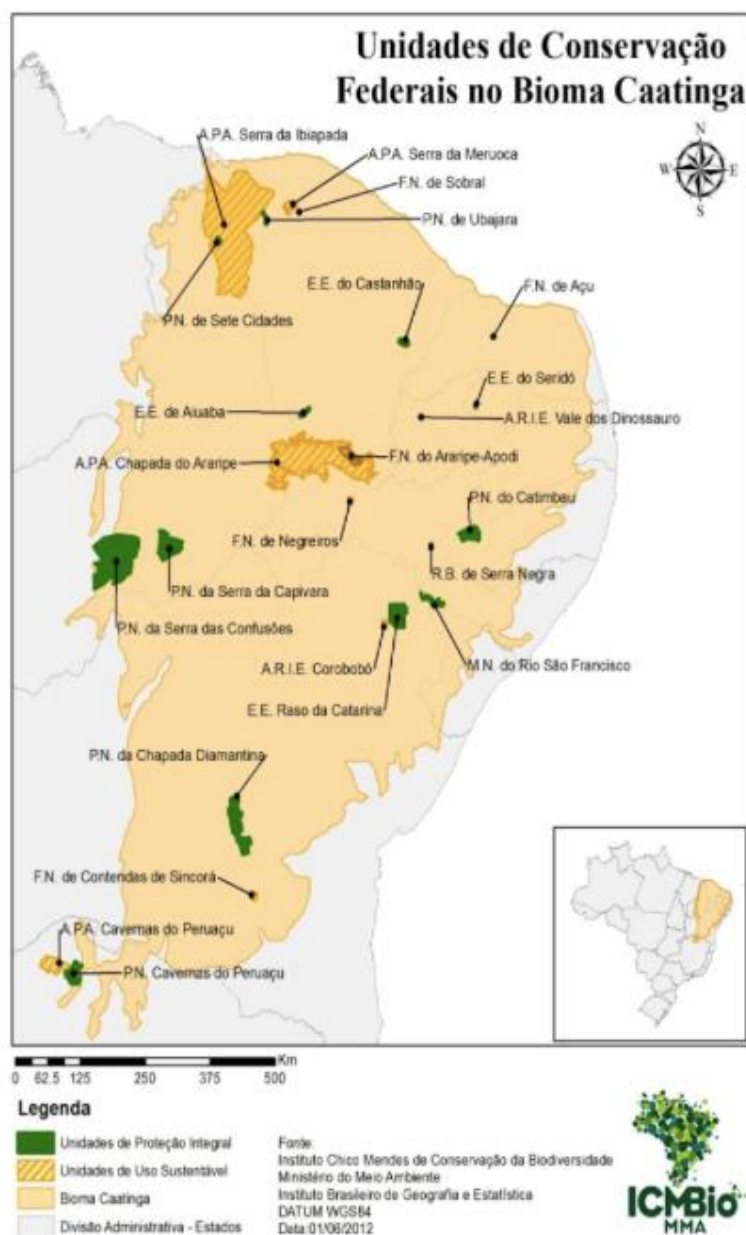 Unidades de Conservação
Federais no Bioma Caatinga
A.P.A. Serra da Ibiapada
A.P.A. Serra da Meruoca
N
W
E
S
F.N. de Sobral
P.N. de Ubajara
E.E. do Castanhão
F.N. de Açu
P.N. de Sete Cidades
E.E. do Seridó
E.E. de Aiuaba
A.R.I.E. Vale dos Dinossauro
A.P.A. Chapada do Araripe
F.N. do Araripe-Apodi
P.N. do Catimbau
F.N. de Negreiros
R.B. de Serra Negra
P.N. da Serra da Capivara
P.N. da Serra das Confusões
A.R.I.E. Corobobó
M.N. do Rio São Francisco
E.E. Raso da Catarina
P.N. da Chapada Diamantina
F.N. de Contendas de Sincorá
A.P.A. Cavernas do Peruaçu
P.N. Cavernas do Peruaçu
Km
0 62.5 125 250 375 500
Legenda
Unidades de Proteção Integral
Unidades de Uso Sustentável
Bioma Caatinga
Divisão Administrativa - Estados
Fonte:
Instituto Chico Mendes de Conservação da Biodiversidade
Ministério do Meio Ambiente
Instituto Brasileiro de Geografia e Estatística
DATUM WGS84
Data:01/06/2012
ICMBio
MMA